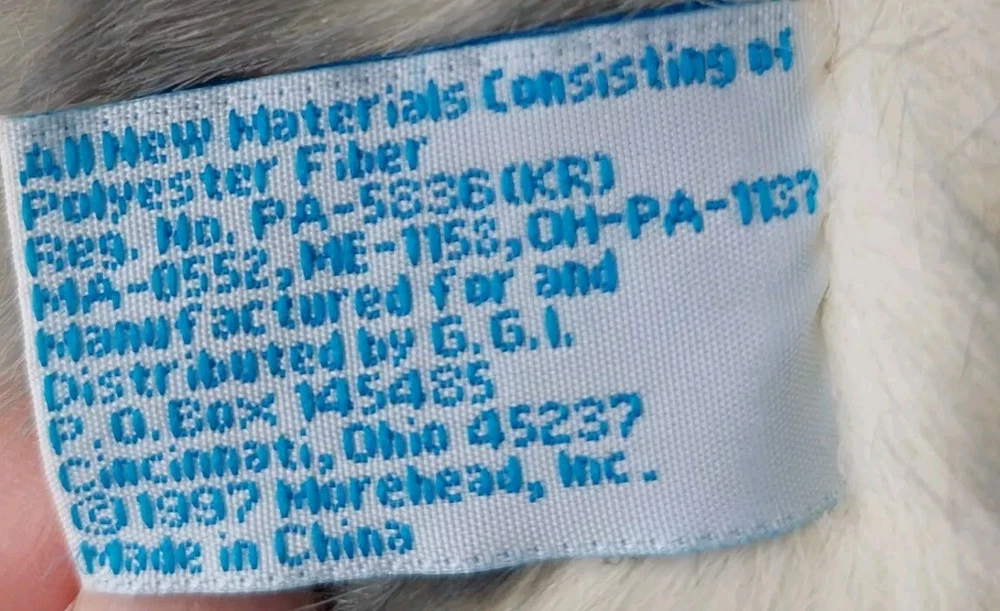 All New Materials Consisting of
Polyester Fiber
Reg. No. PA-5836(KR)
MA-0552, ME-1158, OH-PA-1137
Manufactured for and
Distributed by G.G.I.
P.O.Box 145485
Cincinnati, Ohio 45237
© 1997 Morehead, Inc.
Made in China